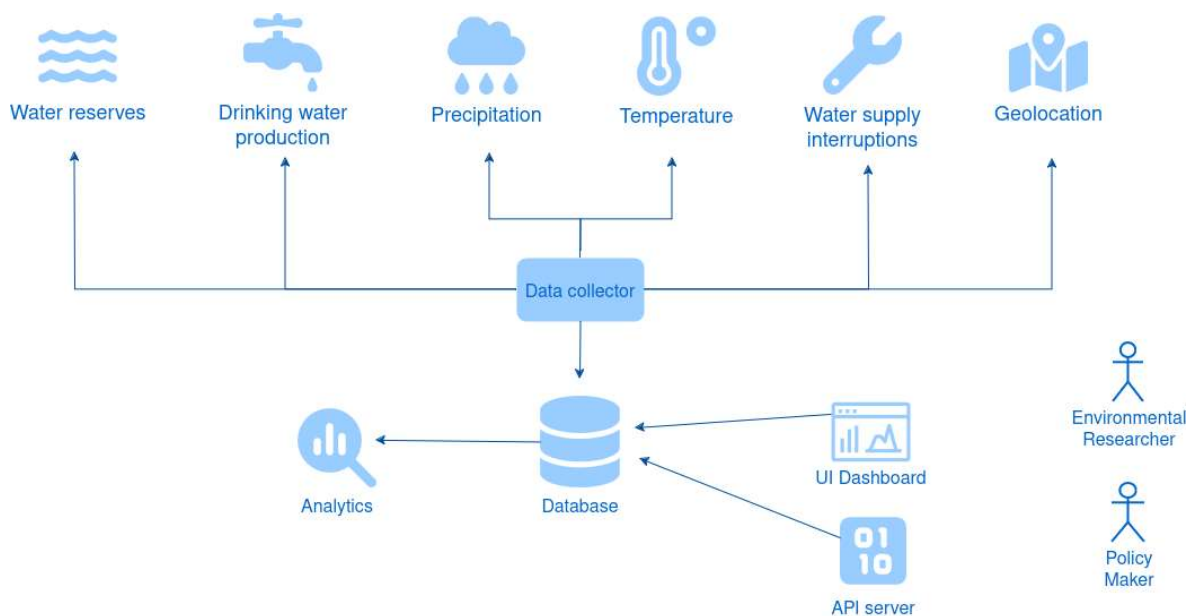 Water reserves
Drinking water
production
Precipitation
Temperature
Water supply
interruptions
Geolocation
Data collector
Analytics
Database
UI Dashboard
01
10
API server
Environmental
Researcher
Policy
Maker